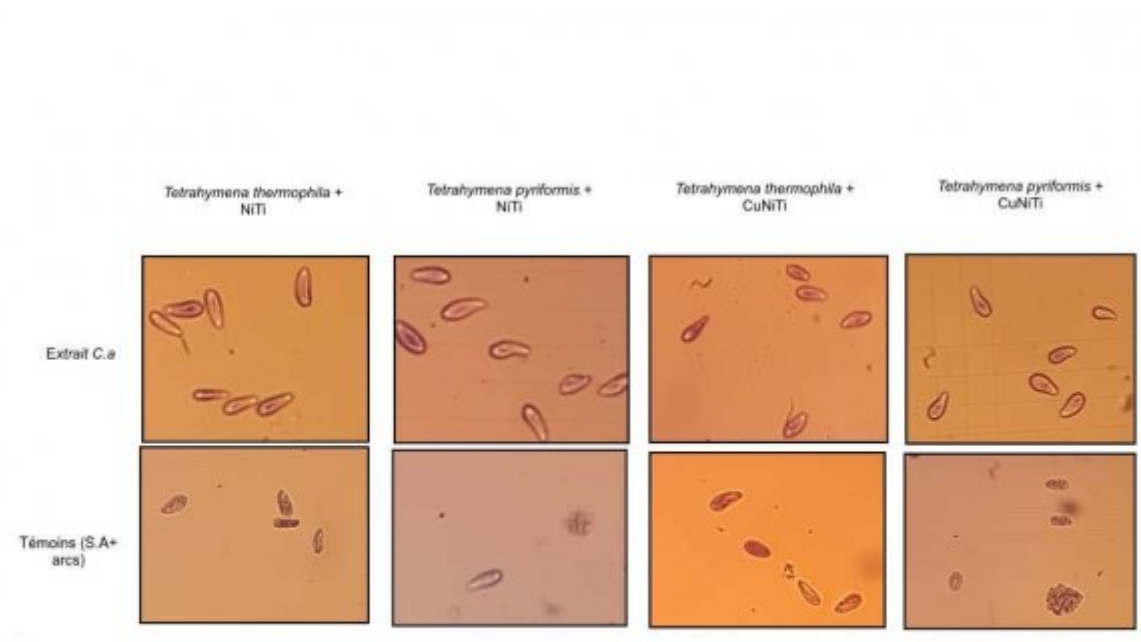 Tetrahymena thermophila +
NiTi
Tetrahymena pyriformis +
NiTi
Tetrahymena thermophila +
CuNiTi
Tetrahymena pyriformis +
CuNiTi
Extrait C.a
Témoins (S.A+
arcs)